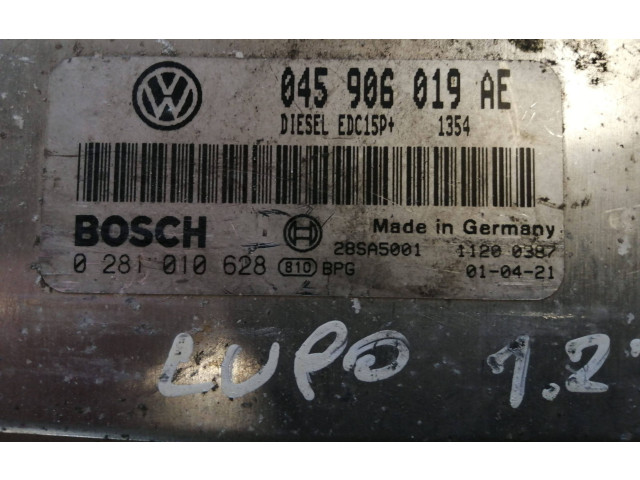 045 906 019 AE
DIESEL EDC15P+ 1354
BOSCH Made in Germany
28SA5001 1120 0387
0 281 010 628 810 BPG 01-04-21
LUPO 1.2